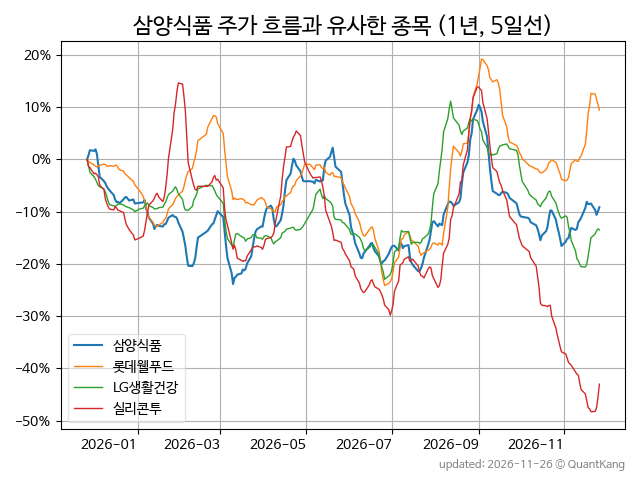 삼양식품 주가 흐름과 유사한 종목 (1년, 5일선)
20%
10%
0%
−10%
−20%
−30%
−40%
−50%
삼양식품
롯데웰푸드
LG생활건강
실리콘투
2026-01
2026-03
2026-05
2026-07
2026-09
2026-11
updated: 2026-11-26 © QuantKang